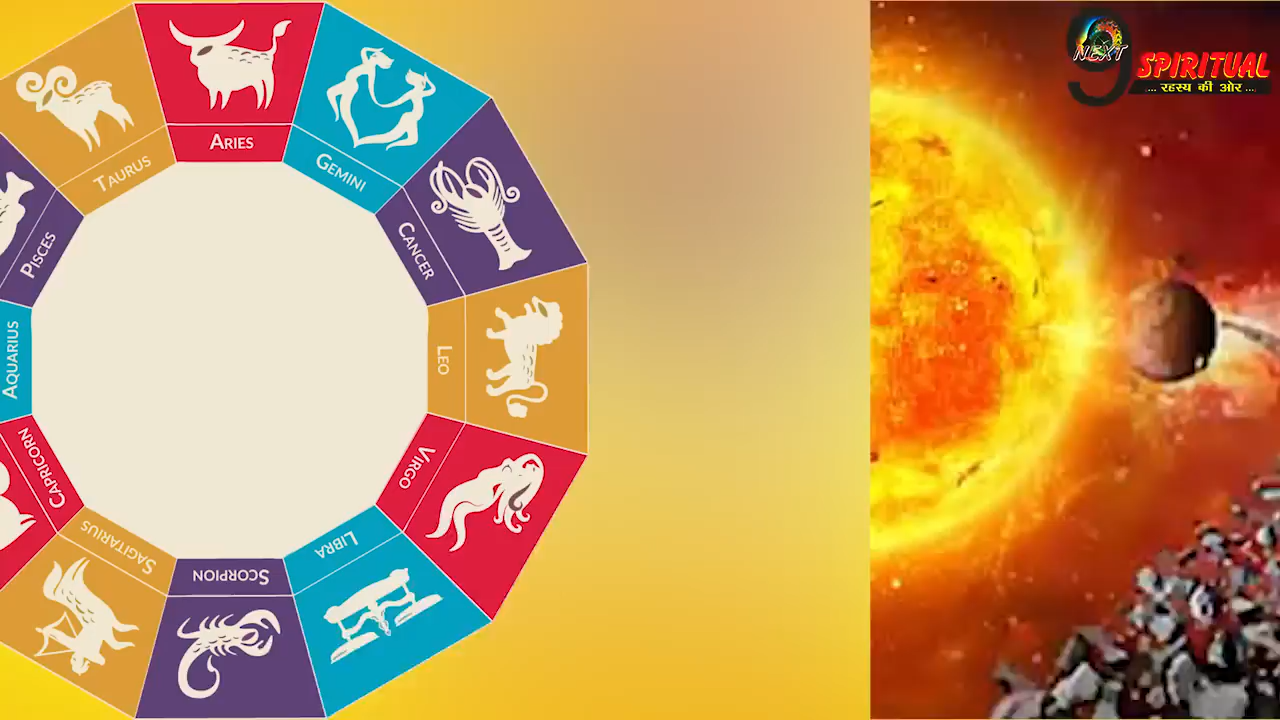 9
NEXT
SPIRITUAL
... रहस्य की ओर ...
ARIES
TAURUS
GEMINI
PISCES
CANCER
AQUARIUS
LEO
CAPRICORN
VIRGO
SAGITARIUS
LIBRA
SCORPION